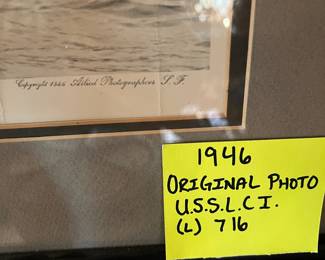 Copyright 1946 Allied Photographers S.F.
1946
ORIGINAL PHOTO
U.S.S.L.C I.
(L) 716